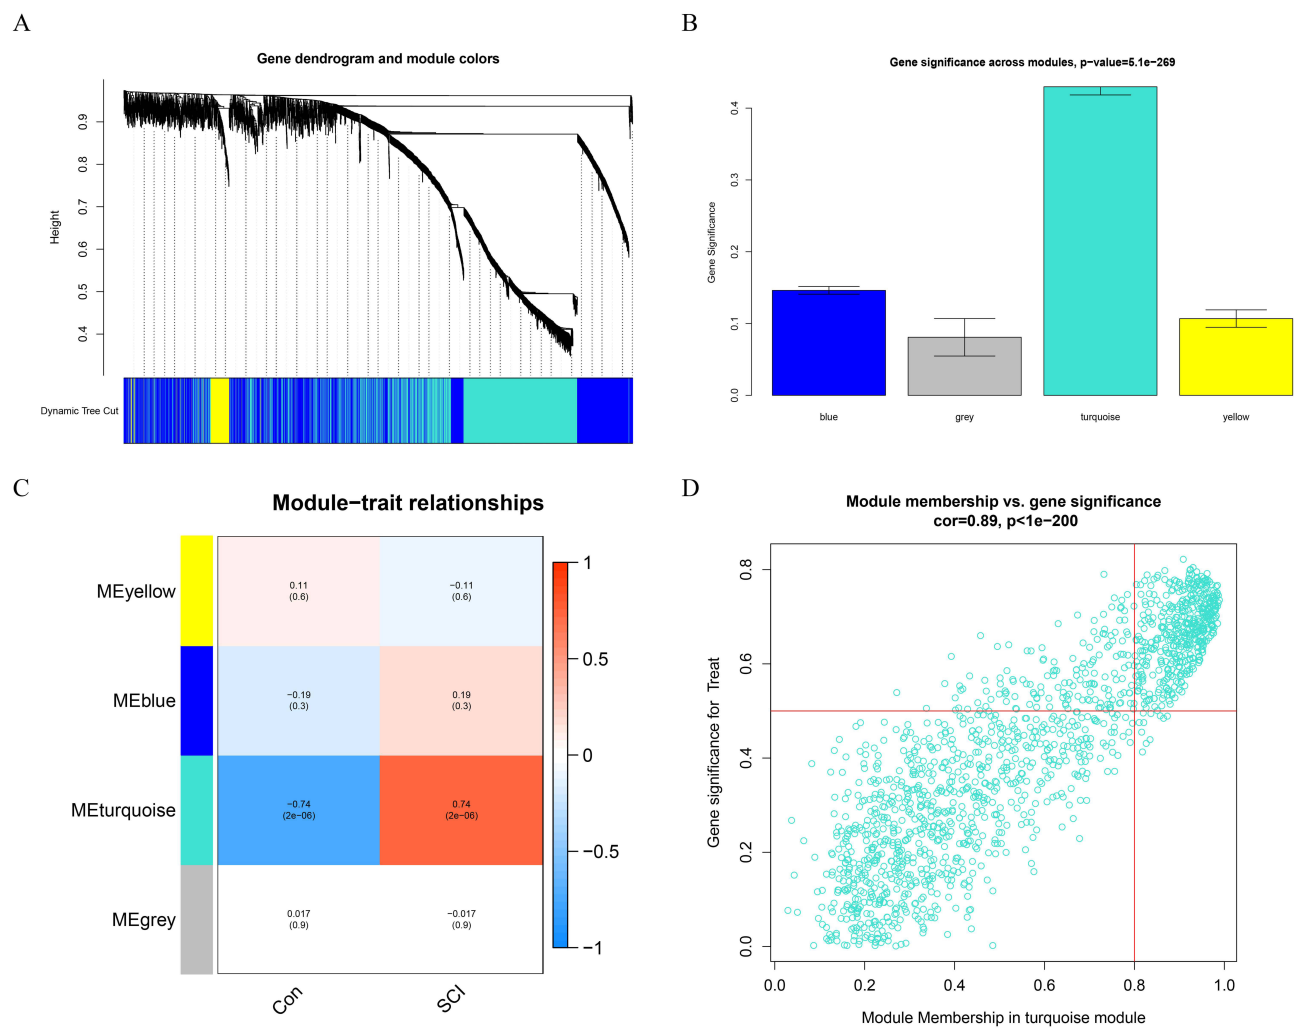 A
Gene dendrogram and module colors
Height
0.9
0.8
0.7
0.6
0.5
0.4
Dynamic Tree Cut
B
Gene significance across modules, p−value=5.1e−269
Gene Significance
0.4
0.3
0.2
0.1
0.0
blue grey turquoise yellow
C
Module−trait relationships
MEyellow
0.11
(0.6)
−0.11
(0.6)
MEblue
−0.19
(0.3)
0.19
(0.3)
MEturquoise
−0.74
(2e−06)
0.74
(2e−06)
MEgrey
0.017
(0.9)
−0.017
(0.9)
Con SCI
1
0.5
0
−0.5
−1
D
Module membership vs. gene significance
cor=0.89, p<1e−200
Gene significance for Treat
0.8
0.6
0.4
0.2
0.0
0.0 0.2 0.4 0.6 0.8 1.0
Module Membership in turquoise module